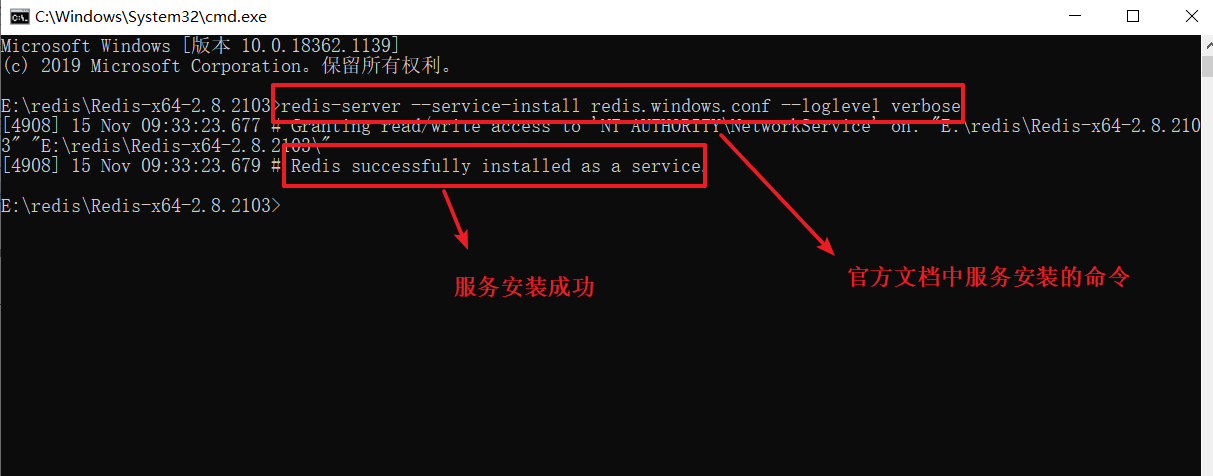 C:\Windows\System32\cmd.exe
Microsoft Windows [版本 10.0.18362.1139]
(c) 2019 Microsoft Corporation。保留所有权利。
E:\redis\Redis-x64-2.8.2103>redis-server --service-install redis.windows.conf --loglevel verbose
[4908] 15 Nov 09:33:23.677 # Granting read/write access to 'NT AUTHORITY\NetworkService' on: "E:\redis\Redis-x64-2.8.210
3" "E:\redis\Redis-x64-2.8.2103\"
[4908] 15 Nov 09:33:23.679 # Redis successfully installed as a service.
E:\redis\Redis-x64-2.8.2103>
官方文档中服务安装的命令
服务安装成功